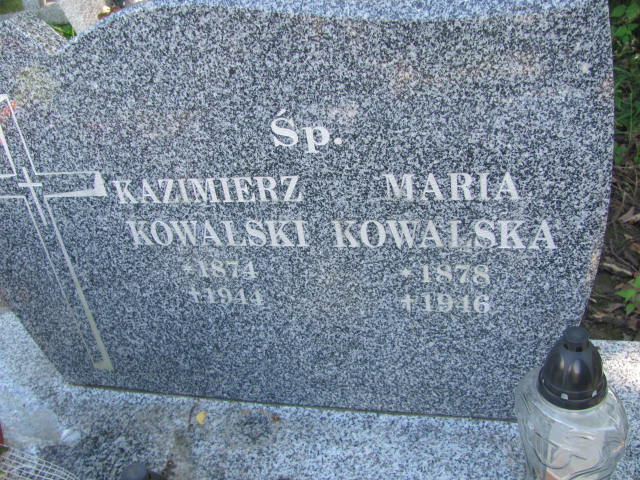 Śp.
KAZIMIERZ MARIA
KOWALSKI KOWALSKA
*1874 *1878
†1944 †1946